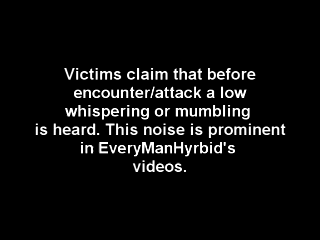 Victims claim that before
encounter/attack a low
whispering or mumbling
is heard. This noise is prominent
in EveryManHyrbid's
videos.